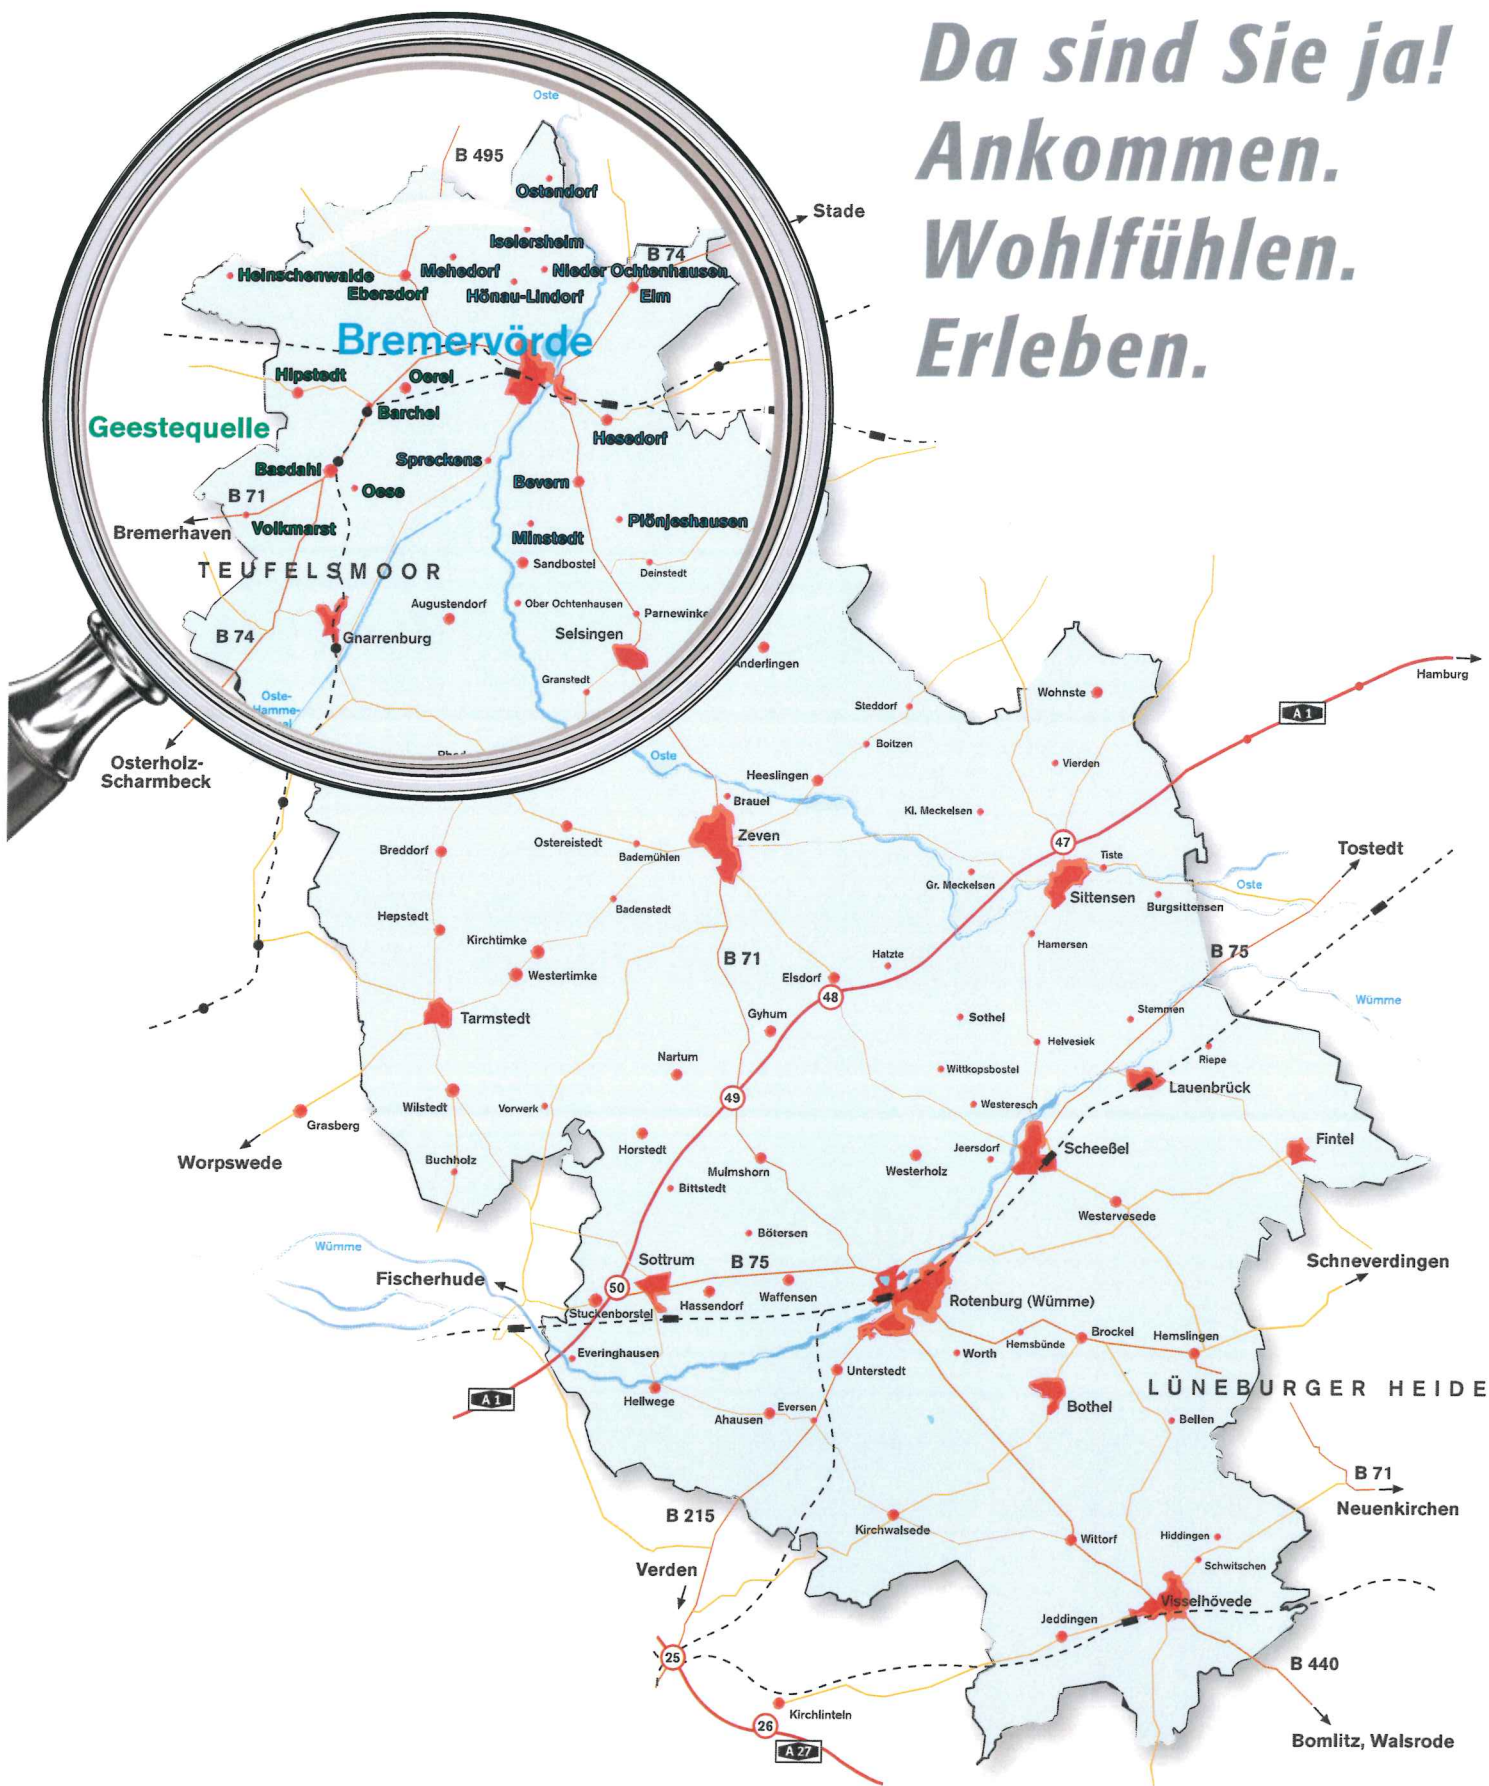 Da sind Sie ja!
Ankommen.
Wohlfühlen.
Erleben.
Oste
B 495
Ostendorf
Stade
Iselersheim
B 74
Heinschenwalde
Mehedorf
Nieder Ochtenhausen
Ebersdorf
Hönau-Lindorf
Elm
Bremervörde
Hipstedt
Oerel
Barchel
Geestequelle
Hesedorf
Basdahl
Spreckens
Bevern
Oese
B 71
Bremerhaven
Volkmarst
Plönjeshausen
Minstedt
Sandbostel
Deinstedt
TEUFELSMOOR
Augustendorf
Ober Ochtenhausen
Parnewinke
B 74
Gnarrenburg
Selsingen
Anderlingen
Granstedt
Oste-
Hamme-
Wohnste
Hamburg
Steddorf
A 1
Osterholz-
Scharmbeck
Oste
Boitzen
Vierden
Heeslingen
Brauel
Kl. Meckelsen
Zeven
Ostereistedt
Bademühlen
47
Breddorf
Tiste
Tostedt
Gr. Meckelsen
Sittensen
Oste
Burgsittensen
Badenstedt
Hepstedt
Kirchtimke
Hamersen
B 75
B 71
Hatzte
Westertimke
Elsdorf
48
Wümme
Tarmstedt
Gyhum
Sothel
Stemmen
Helvesiek
Riepe
Nartum
Wittkopsbostel
Lauenbrück
49
Wilstedt
Vorwerk
Westeresch
Grasberg
Worpswede
Horstedt
Jeersdorf
Scheeßel
Fintel
Buchholz
Mulmshorn
Westerholz
Bittstedt
Westervesede
Bötersen
Wümme
Sottrum
B 75
Schneverdingen
Fischerhude
50
Stuckenborstel
Hassendorf
Waffensen
Rotenburg (Wümme)
Hemsbünde
Brockel
Hemslingen
Everinghausen
Worth
Unterstedt
A 1
Hellwege
LÜNEBURGER HEIDE
Ahausen
Eversen
Bothel
Bellen
B 71
Neuenkirchen
B 215
Kirchwalsede
Wittorf
Hiddingen
Schwitschen
Verden
Visselhövede
Jeddingen
25
B 440
Kirchlinteln
26
A 27
Bomlitz, Walsrode